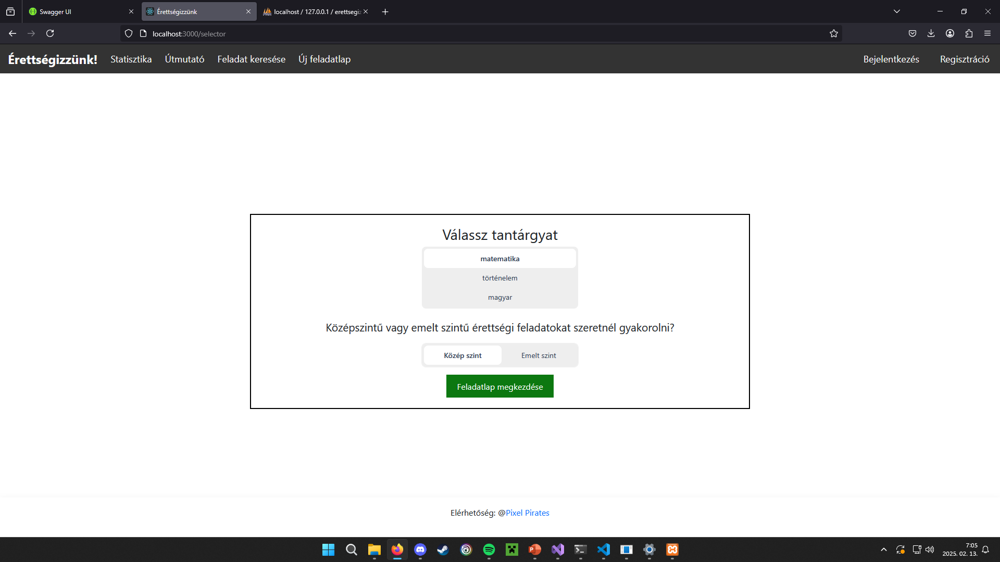 Swagger UI
Érettségizzünk
localhost / 127.0.0.1 / erettsegiz
localhost:3000/selector
Érettségizzünk!
Statisztika
Útmutató
Feladat keresése
Új feladatlap
Bejelentkezés
Regisztráció
Válassz tantárgyat
matematika
történelem
magyar
Középszintű vagy emelt szintű érettségi feladatokat szeretnél gyakorolni?
Közép szint
Emelt szint
Feladatlap megkezdése
Elérhetőség: @Pixel Pirates
7:05
2025. 02. 13.